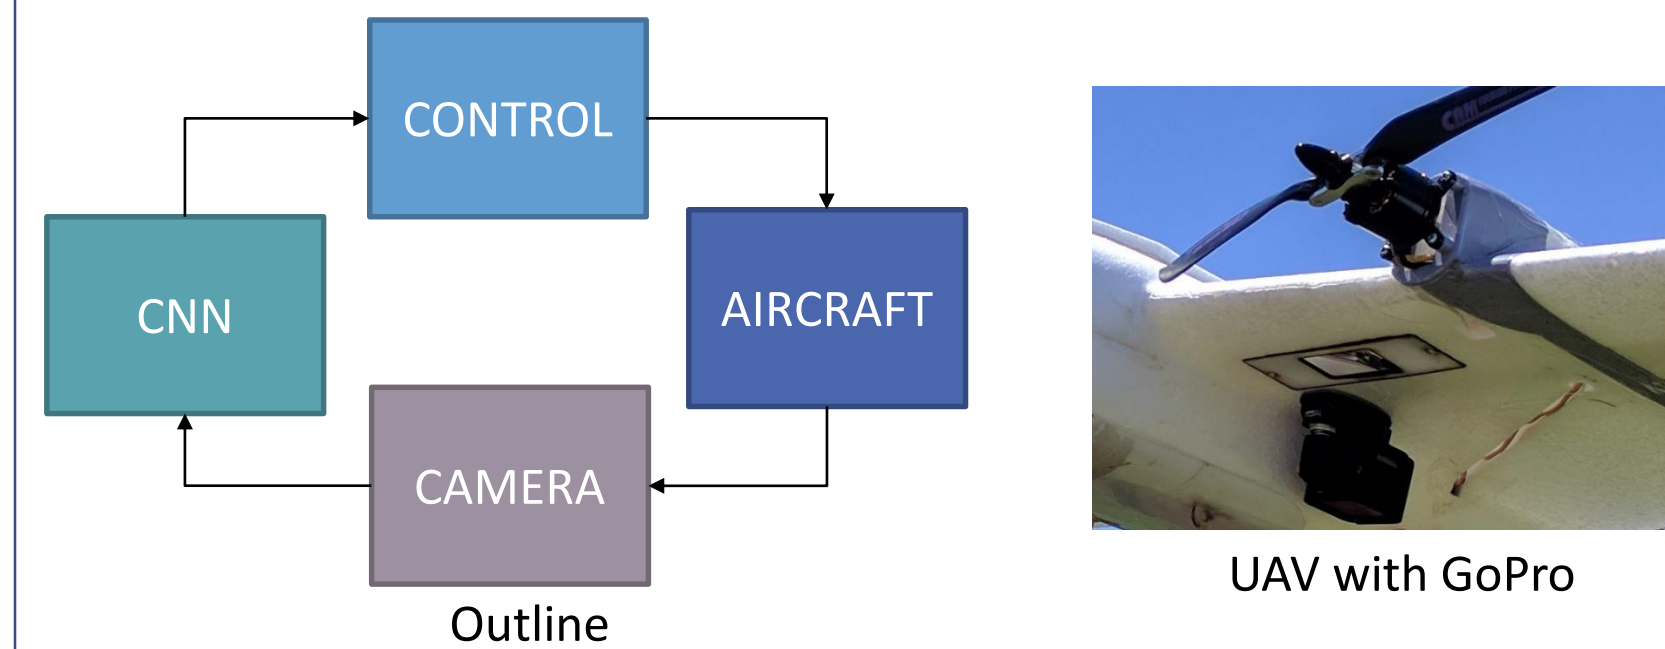 CONTROL
CNN
AIRCRAFT
CAMERA
Outline
UAV with GoPro